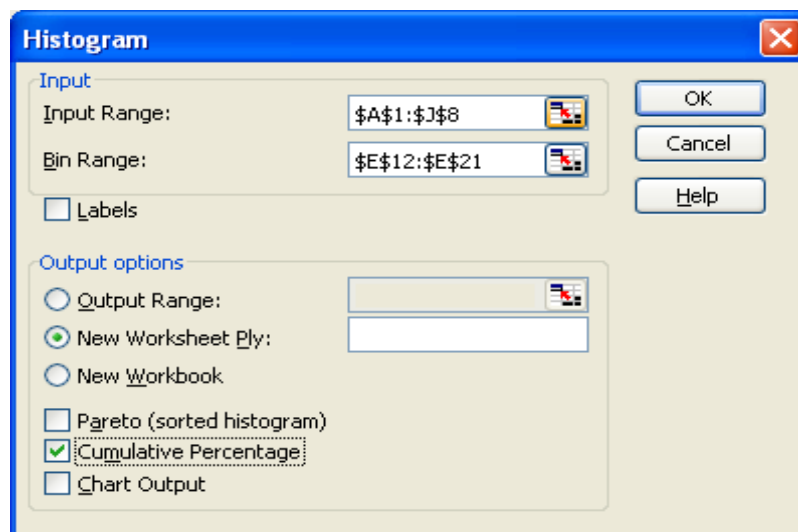 Histogram
Input
Input Range: $A$1:$J$8
OK
Bin Range: $E$12:$E$21
Cancel
Labels
Help
Output options
Output Range:
New Worksheet Ply:
New Workbook
Pareto (sorted histogram)
Cumulative Percentage
Chart Output